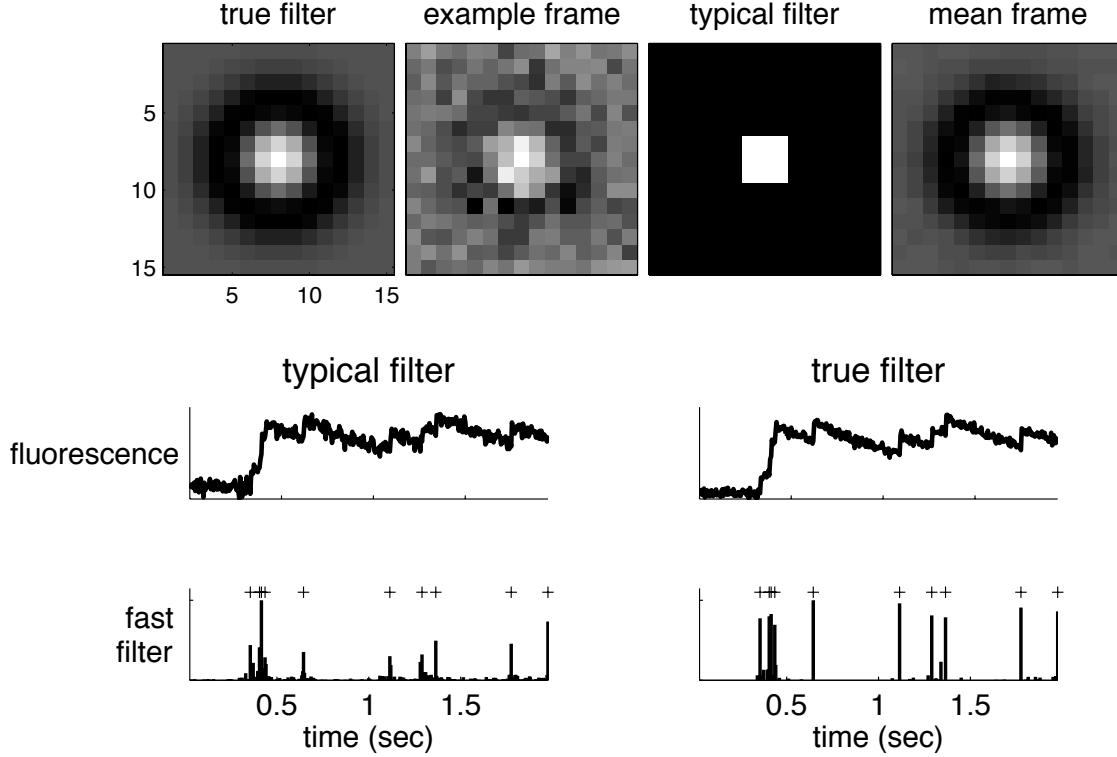 true filter
example frame
typical filter
mean frame
5
10
15
5
10
15
typical filter
true filter
fluorescence
fast
filter
0.5
1
1.5
time (sec)
0.5
1
1.5
time (sec)